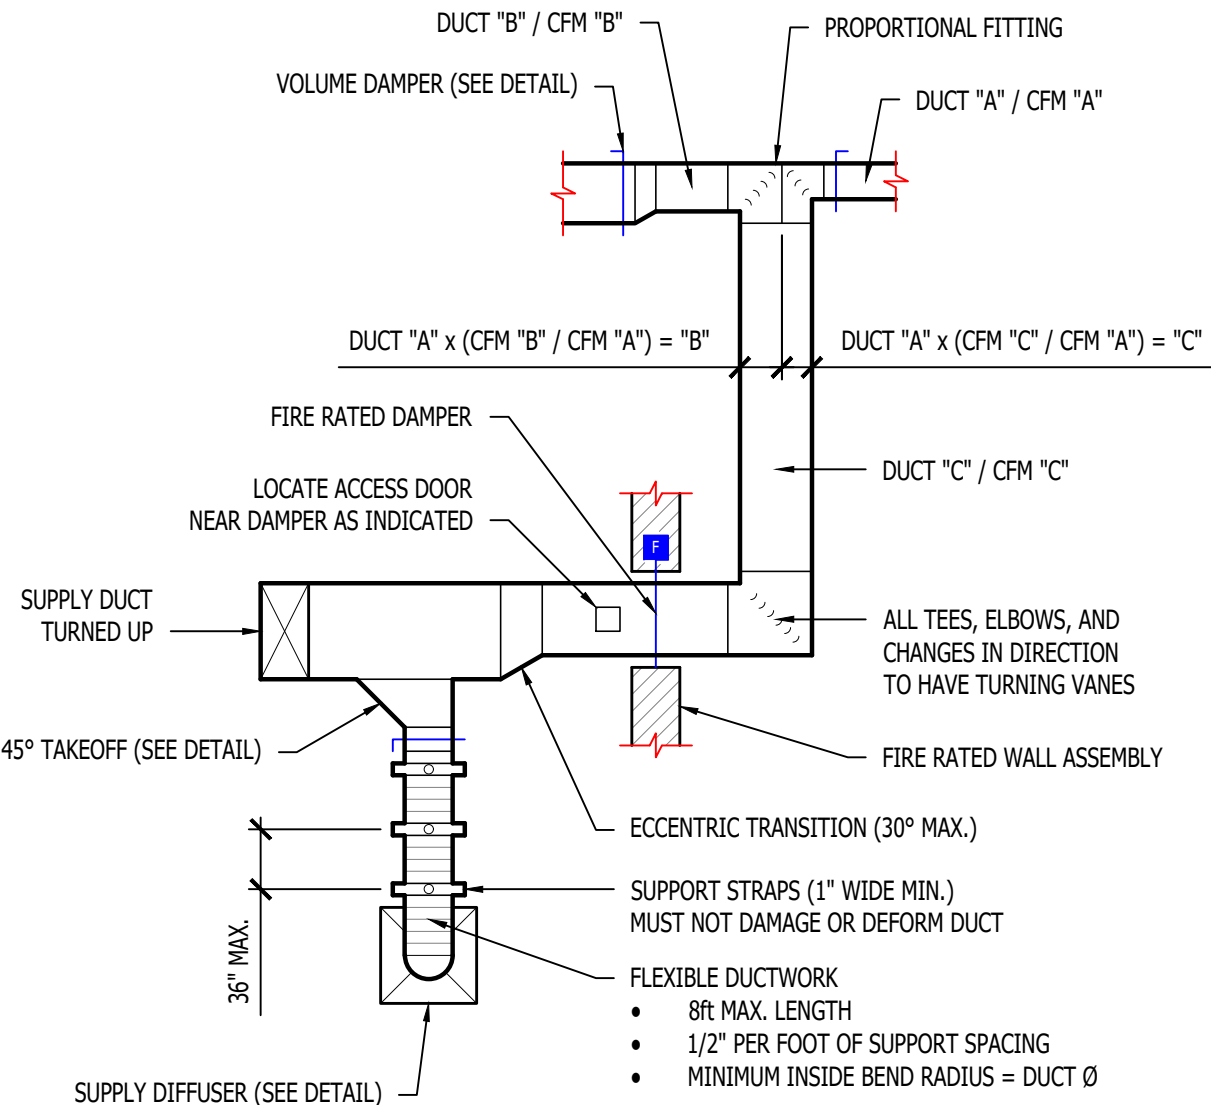 DUCT "B" / CFM "B"
PROPORTIONAL FITTING
VOLUME DAMPER (SEE DETAIL)
DUCT "A" / CFM "A"
DUCT "A" x (CFM "B" / CFM "A") = "B"
DUCT "A" x (CFM "C" / CFM "A") = "C"
FIRE RATED DAMPER
DUCT "C" / CFM "C"
LOCATE ACCESS DOOR
NEAR DAMPER AS INDICATED
F
SUPPLY DUCT
TURNED UP
ALL TEES, ELBOWS, AND
CHANGES IN DIRECTION
TO HAVE TURNING VANES
45° TAKEOFF (SEE DETAIL)
FIRE RATED WALL ASSEMBLY
ECCENTRIC TRANSITION (30° MAX.)
36" MAX.
SUPPORT STRAPS (1" WIDE MIN.)
MUST NOT DAMAGE OR DEFORM DUCT
FLEXIBLE DUCTWORK
• 8ft MAX. LENGTH
• 1/2" PER FOOT OF SUPPORT SPACING
• MINIMUM INSIDE BEND RADIUS = DUCT Ø
SUPPLY DIFFUSER (SEE DETAIL)